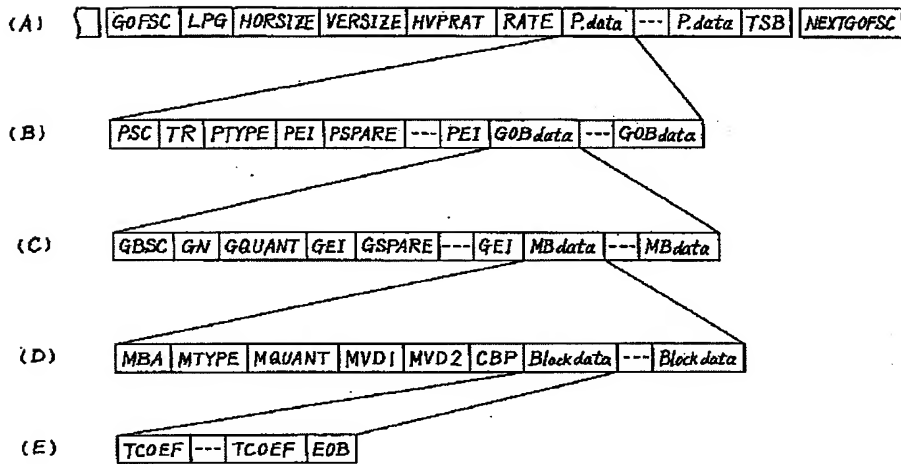 (A) GOFSC LPG HORSIZE VERSIZE HVPRAT RATE P.data --- P.data TSB NEXTGOFSC
(B) PSC TR PTYPE PEI PSPARE --- PEI GOBdata --- GOBdata
(C) GBSC GN GQUANT GEI GSPARE --- GEI MBdata --- MBdata
(D) MBA MTYPE MQUANT MVD1 MVD2 CBP Blockdata --- Blockdata
(E) TCOEF --- TCOEF EOB